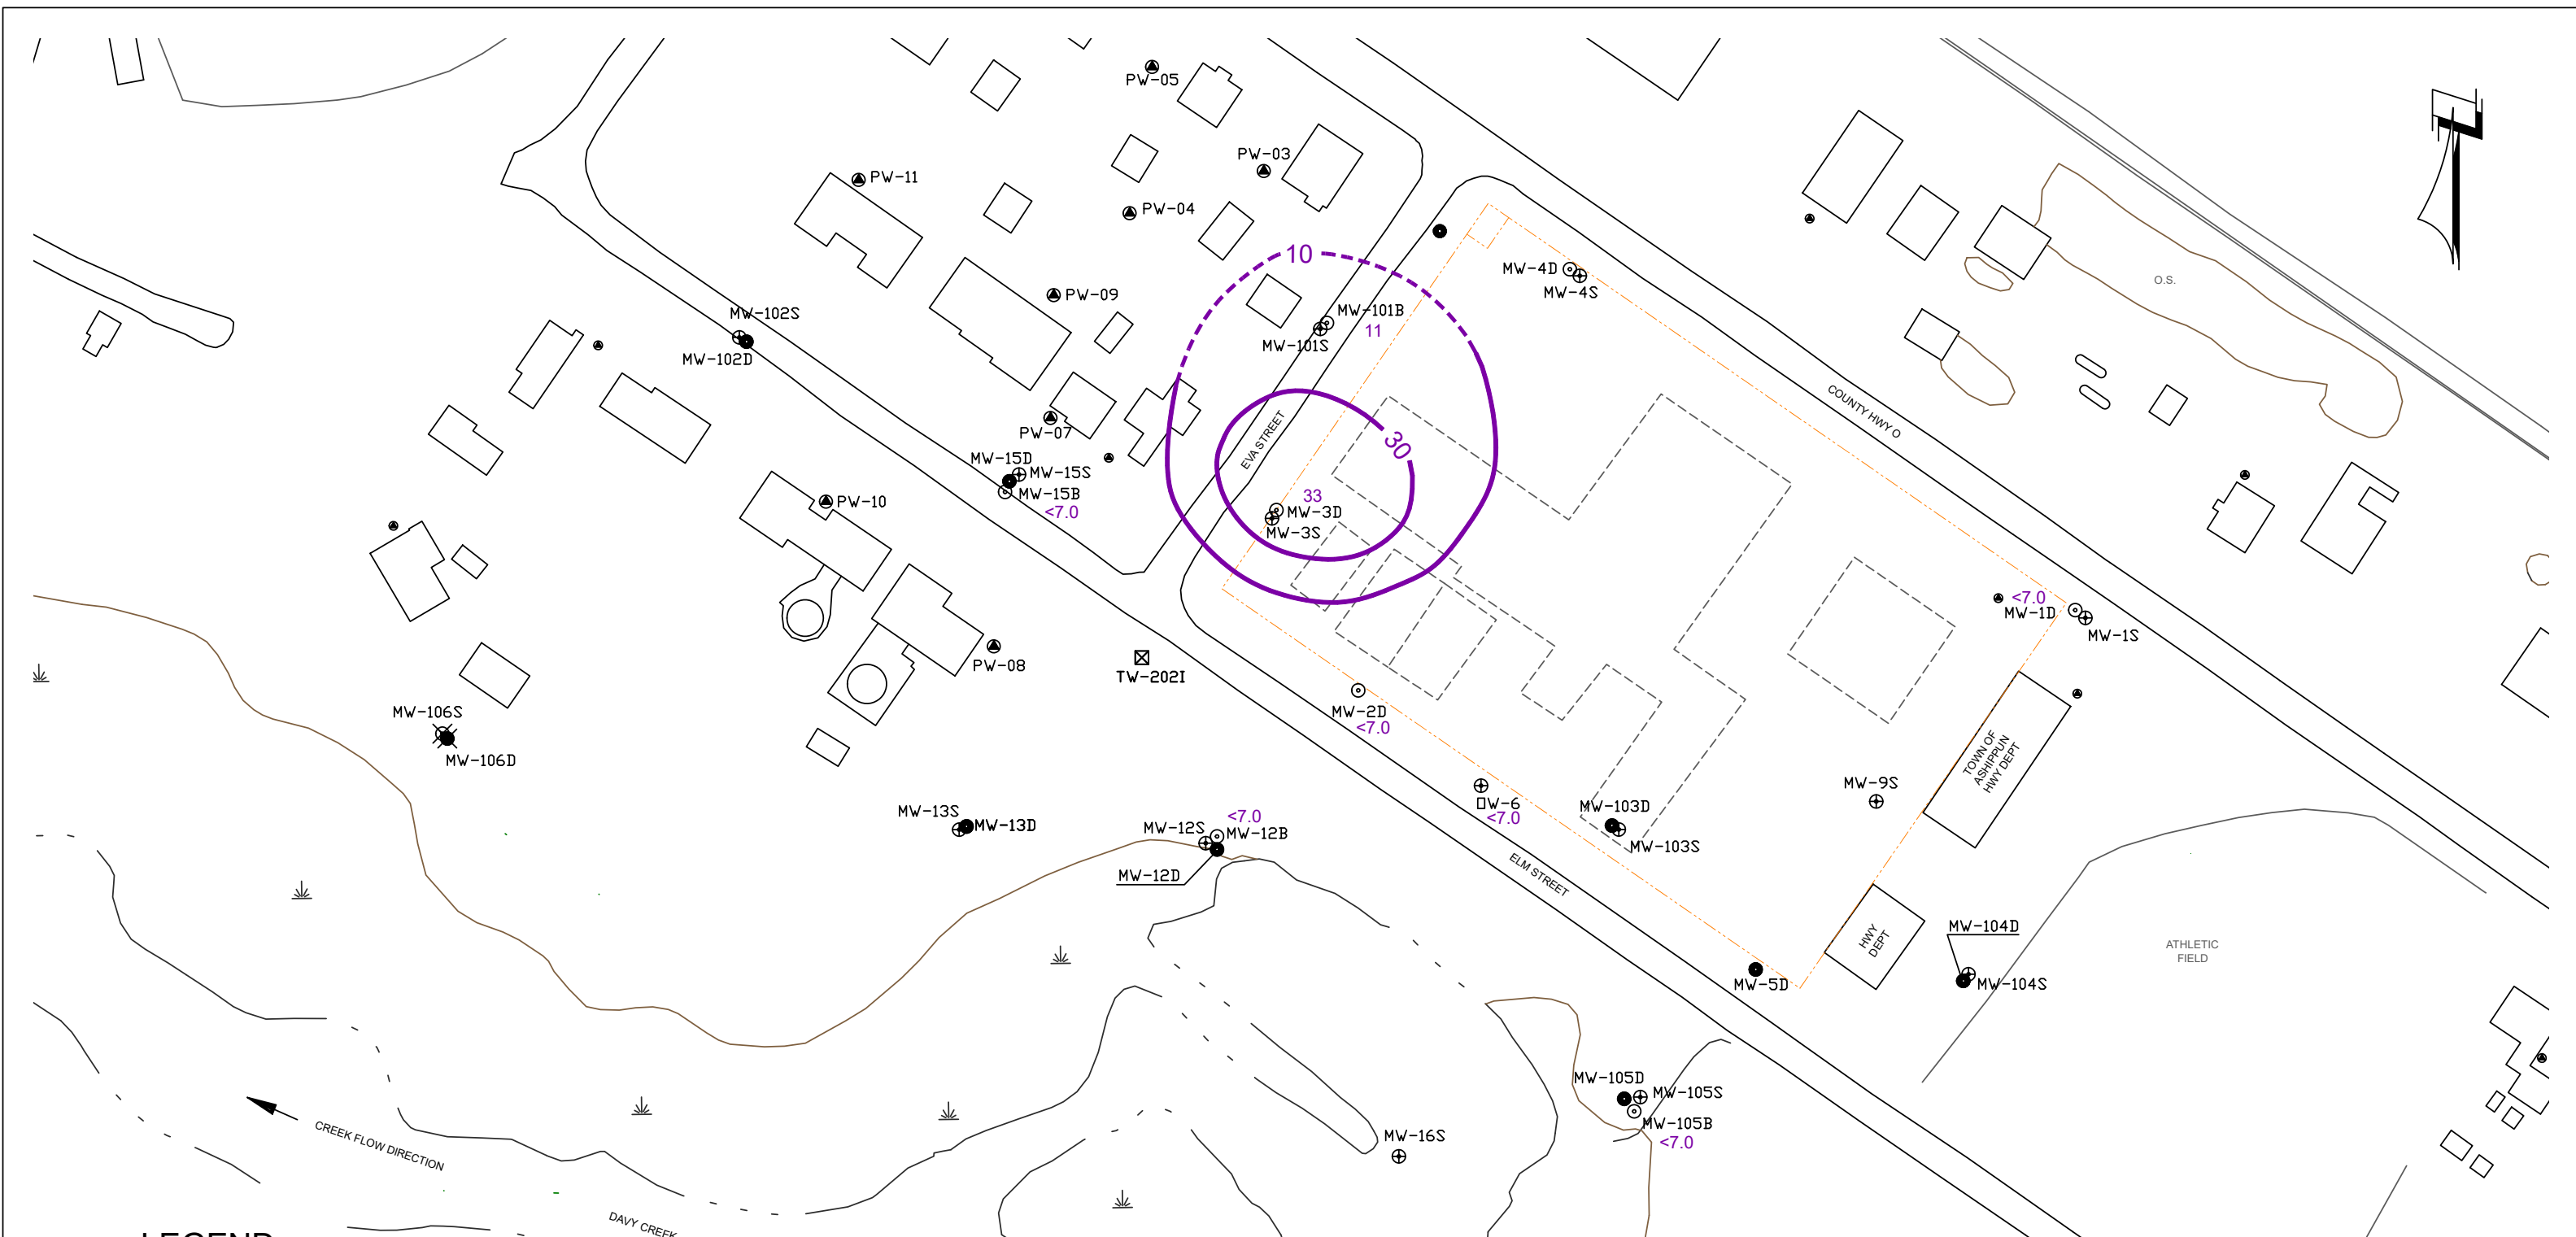 PW-05
PW-03
PW-11
PW-04
10
MW-4D
MW-4S
O.S.
PW-09
MW-102S
MW-101B
11
MW-101S
MW-102D
COUNTY HWY O
PW-07
30
EVA STREET
MW-15D
MW-15S
MW-15B
<7.0
PW-10
33
MW-3D
MW-3S
<7.0
MW-1D
MW-1S
PW-08
TW-202I
MW-2D
<7.0
MW-106S
MW-106D
TOWN OF
ASHIPPUN
HWY DEPT
MW-9S
W-6
<7.0
MW-103D
MW-103S
MW-13S
MW-13D
<7.0
MW-12S
MW-12B
MW-12D
ELM STREET
HWY
DEPT
MW-104D
MW-104S
ATHLETIC
FIELD
MW-5D
MW-105D
MW-105S
MW-105B
<7.0
MW-16S
CREEK FLOW DIRECTION
DAVY CREEK
LEGEND